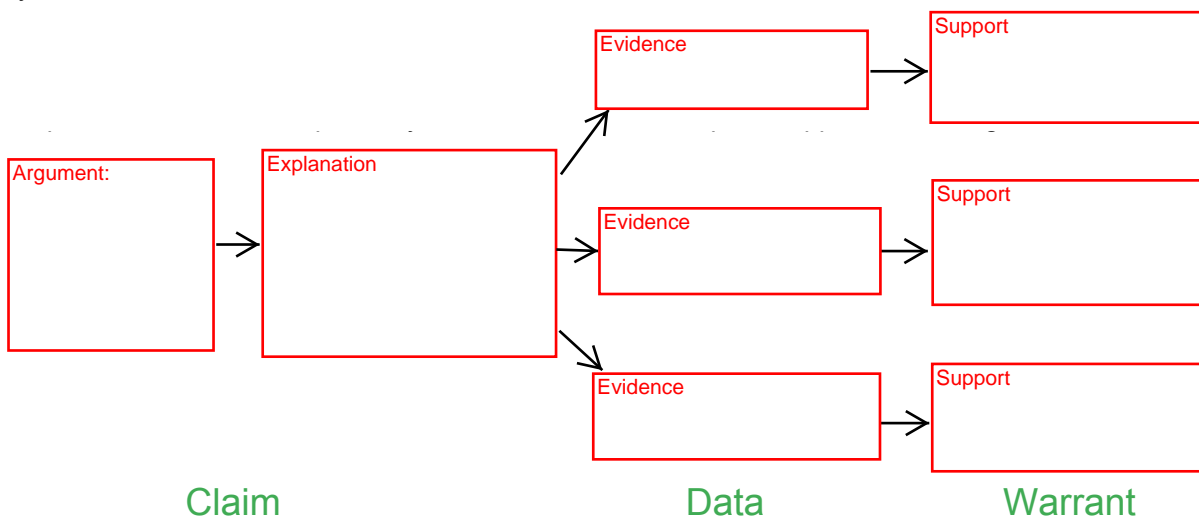 Evidence
Support
Argument:
Explanation
Evidence
Support
Evidence
Support
Claim
Data
Warrant